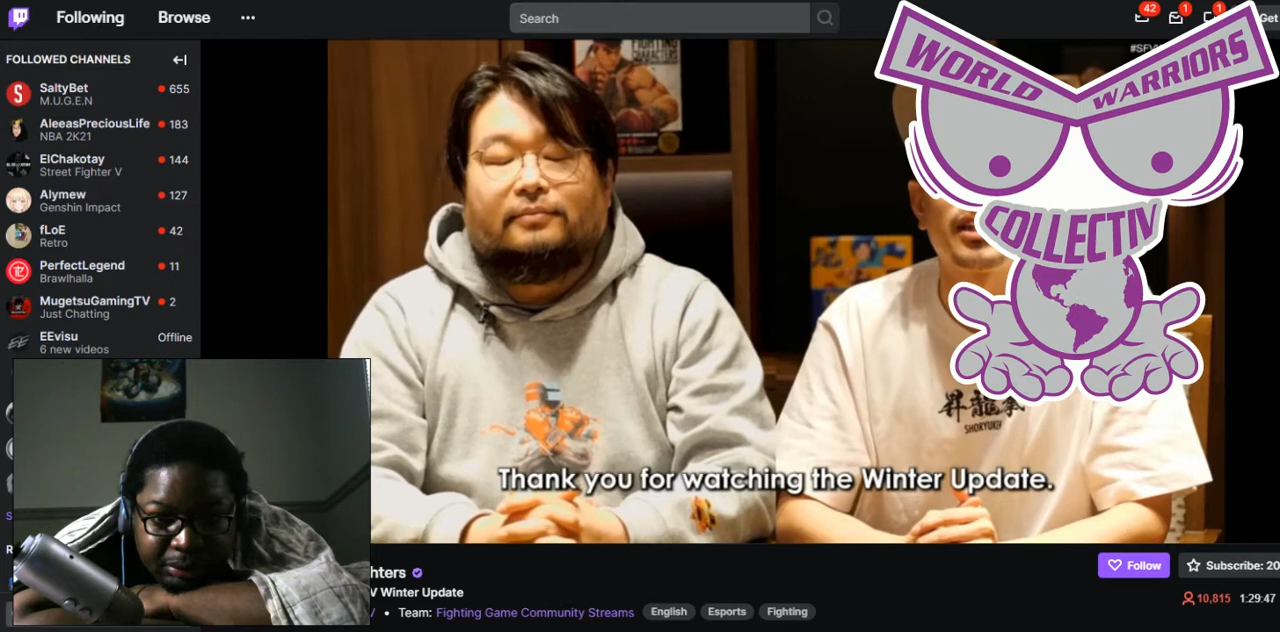 Following
Browse
Search
42
1
1
Get
FOLLOWED CHANNELS
SaltyBet
655
M.U.G.E.N
AleeasPreciousLife
183
NBA 2K21
ElChakotay
144
Street Fighter V
Alymew
127
Genshin Impact
fLoE
42
Retro
PerfectLegend
11
Brawlhalla
MugetsuGamingTV
2
Just Chatting
EEvisu
Offline
6 new videos
WORLD WARRIORS
COLLECTIV
昇龍拳
SHORYUKEN
Thank you for watching the Winter Update.
hters
V Winter Update
V • Team: Fighting Game Community Streams
English
Esports
Fighting
Follow
Subscribe: 20
10,815
1:29:47